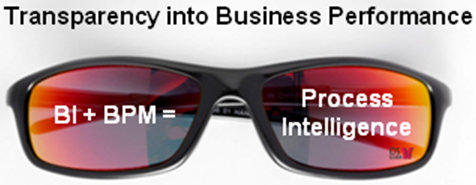 Transparency into Business Performance
BI + BPM =
Process
Intelligence